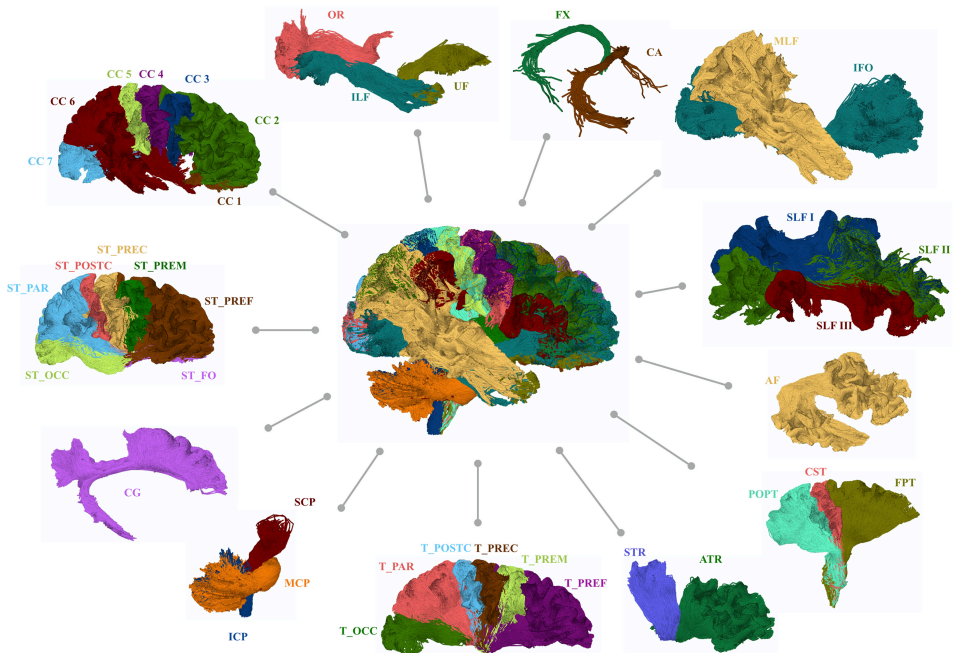 OR
FX
CA
MLF
IFO
CC 5
CC 4
CC 3
CC 6
CC 2
ILF
UF
CC 7
CC 1
SLF I
SLF II
SLF III
ST_PREC
ST_POSTC
ST_PREM
ST_PAR
ST_PREF
ST_OCC
ST_FO
AF
CG
CST
POPT
FPT
SCP
MCP
ICP
T_POSTC
T_PREC
T_PREM
T_PAR
T_PREF
T_OCC
STR
ATR